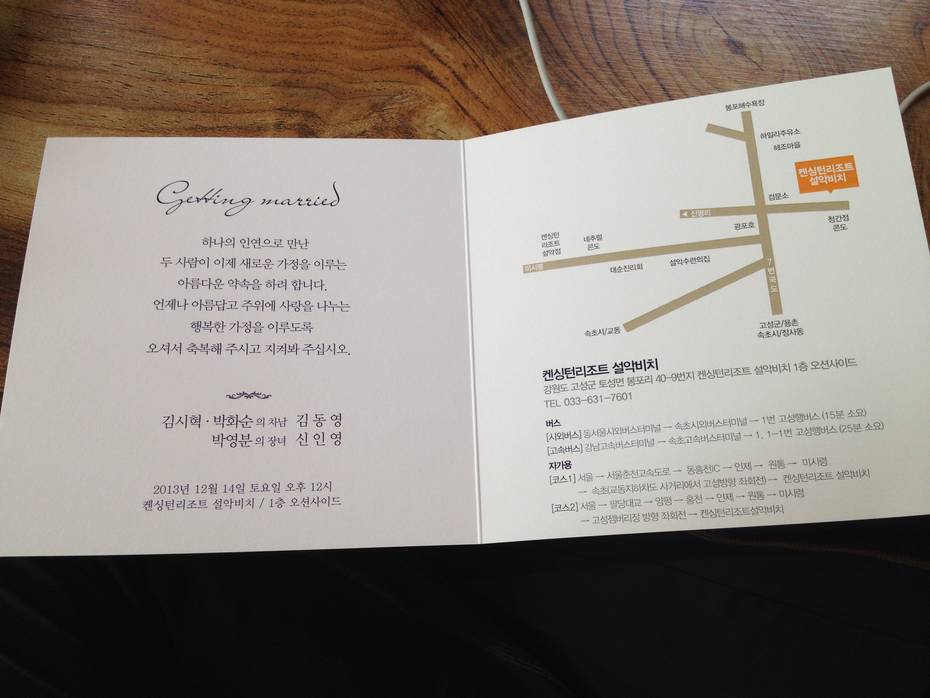 Getting married
하나의 인연으로 만난
두 사람이 이제 새로운 가정을 이루는
아름다운 약속을 하려 합니다.
언제나 아름답고 주위에 사랑을 나누는
행복한 가정을 이루도록
오셔서 축복해 주시고 지켜봐 주십시오.
김시혁 · 박화순 의 차남 김동영
박영분 의 장녀 신인영
2013년 12월 14일 토요일 오후 12시
켄싱턴리조트 설악비치 / 1층 오션사이드
봉포해수욕장
하일라주유소
해조마을
켄싱턴리조트
설악비치
검문소
◀ 신평리
청간정
콘도
광포호
켄싱턴
리조트
설악점
네추럴
콘도
미시령
대순진리회
설악수련의집
7번국도
속초시/교동
고성군/용촌
속초시/장사동
켄싱턴리조트 설악비치
강원도 고성군 토성면 봉포리 40-9번지 켄싱턴리조트 설악비치 1층 오션사이드
TEL 033-631-7601
버스
[시외버스] 동서울시외버스터미널 → 속초시외버스터미널 → 1번 고성행버스 (15분 소요)
[고속버스] 강남고속버스터미널 → 속초고속버스터미널 → 1, 1-1번 고성행버스 (25분 소요)
자가용
[코스1] 서울 → 서울춘천고속도로 → 동홍천IC → 인제 → 원통 → 미시령
→ 속초(교동지하차도 사거리에서 고성방향 좌회전) → 켄싱턴리조트 설악비치
[코스2] 서울 → 팔당대교 → 양평 → 홍천 → 인제 → 원통 → 미시령
→ 고성잼버리장 방향 좌회전 → 켄싱턴리조트설악비치